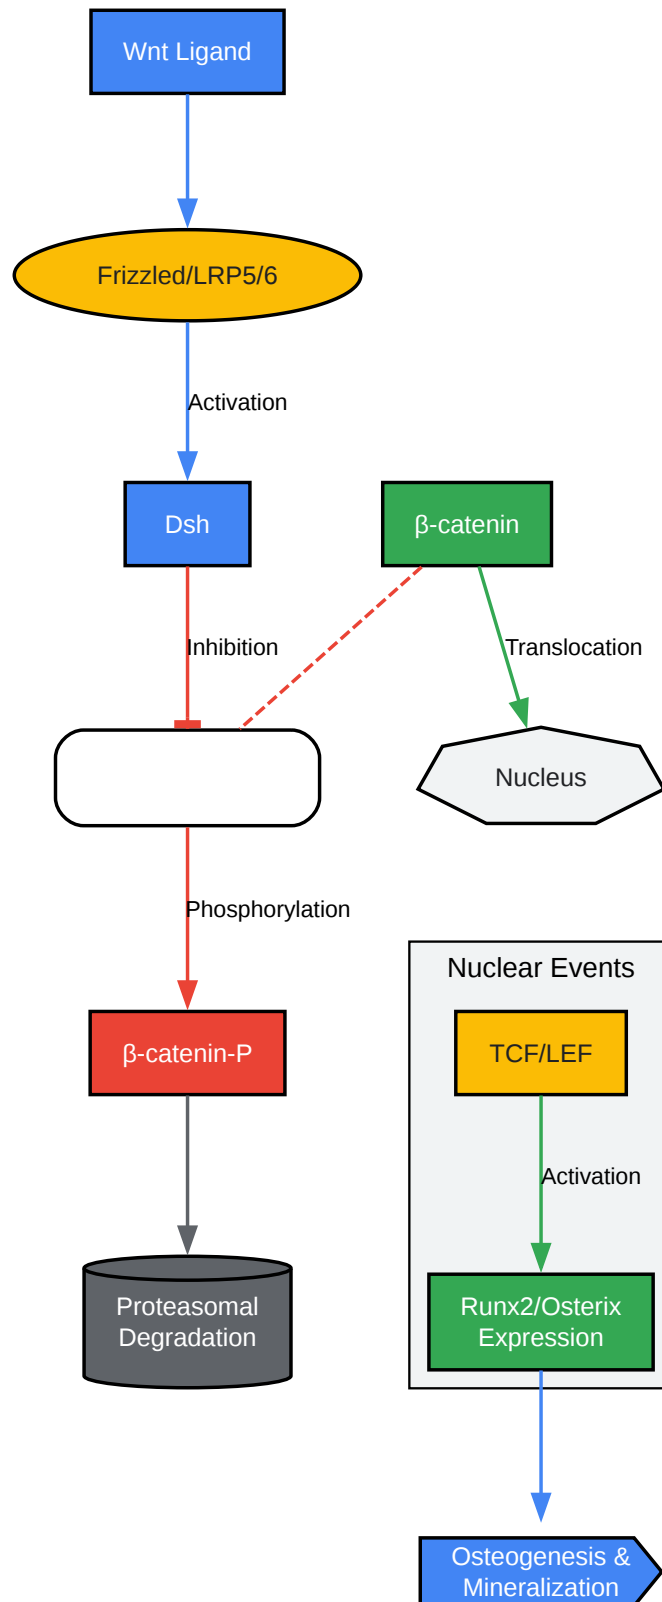 Wnt Ligand
Frizzled/LRP5/6
Activation
Dsh
β-catenin
Inhibition
Translocation
Nucleus
Phosphorylation
Nuclear Events
β-catenin-P
TCF/LEF
Activation
Proteasomal
Degradation
Runx2/Osterix
Expression
Osteogenesis &
Mineralization